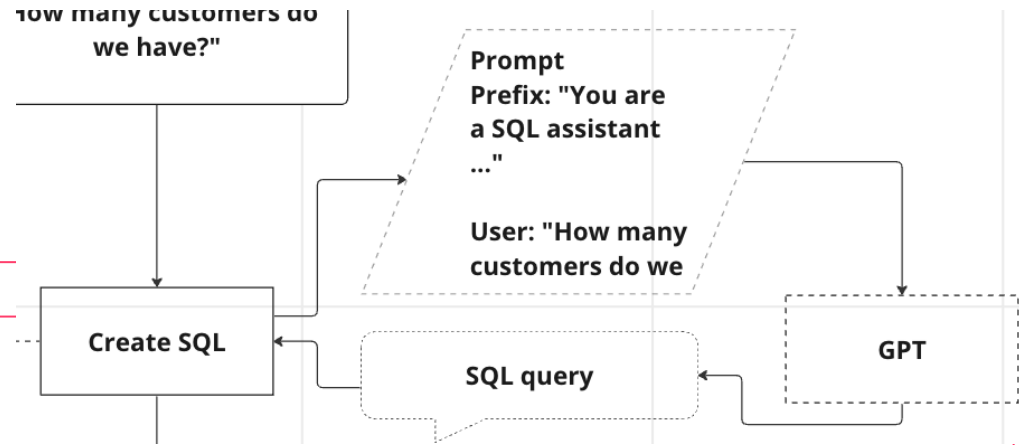 How many customers do
we have?"
Prompt
Prefix: "You are
a SQL assistant
..."
User: "How many
customers do we
Create SQL
SQL query
GPT